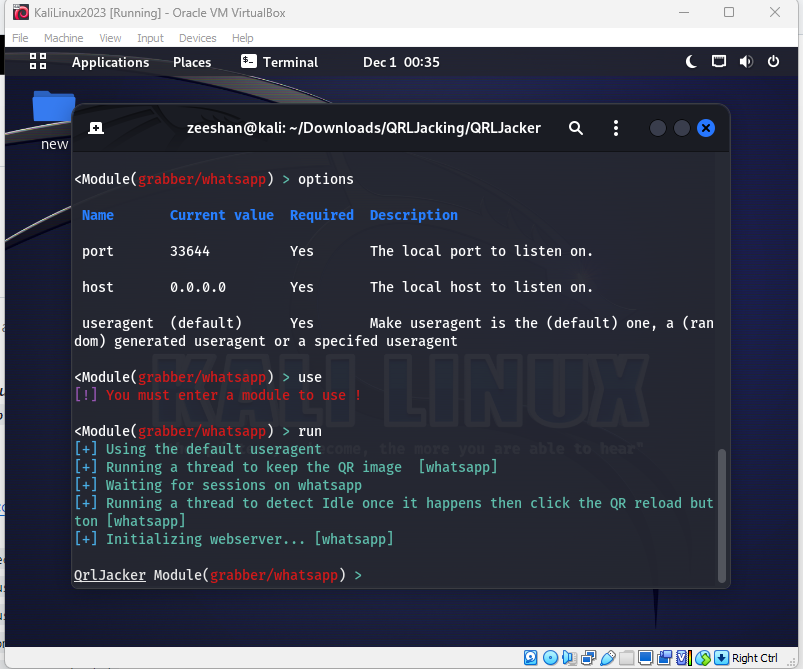 KaliLinux2023 [Running] - Oracle VM VirtualBox
File Machine View Input Devices Help
Applications Places Terminal Dec 1 00:35
new
zeeshan@kali: ~/Downloads/QRLJacking/QRLJacker
<Module(grabber/whatsapp) > options
Name Current value Required Description
port 33644 Yes The local port to listen on.
host 0.0.0.0 Yes The local host to listen on.
useragent (default) Yes Make useragent is the (default) one, a (ran
dom) generated useragent or a specifed useragent
<Module(grabber/whatsapp) > use
[!] You must enter a module to use !
KALI LINUX
<Module(grabber/whatsapp) > run
ecome, the more you are able to hear"
[+] Using the default useragent
[+] Running a thread to keep the QR image [whatsapp]
[+] Waiting for sessions on whatsapp
[+] Running a thread to detect Idle once it happens then click the QR reload but
ton [whatsapp]
[+] Initializing webserver... [whatsapp]
QrlJacker Module(grabber/whatsapp) >
Right Ctrl